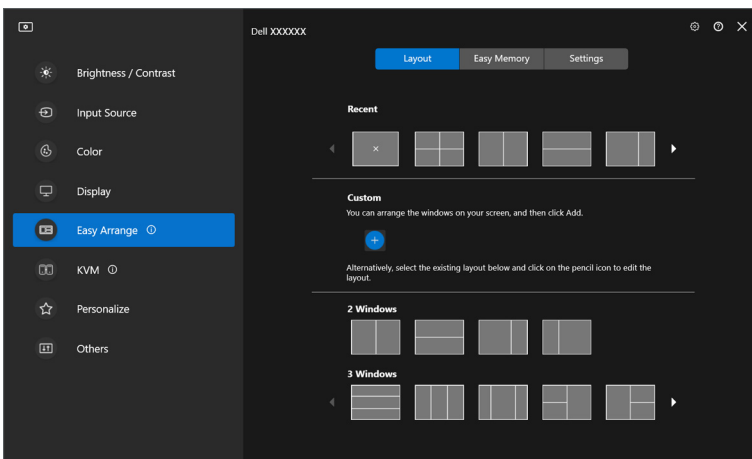 Dell XXXXXX
Brightness / Contrast
Input Source
Color
Display
Easy Arrange
KVM
Personalize
Others
Layout
Easy Memory
Settings
Recent
Custom
You can arrange the windows on your screen, and then click Add.
Alternatively, select the existing layout below and click on the pencil icon to edit the
layout.
2 Windows
3 Windows